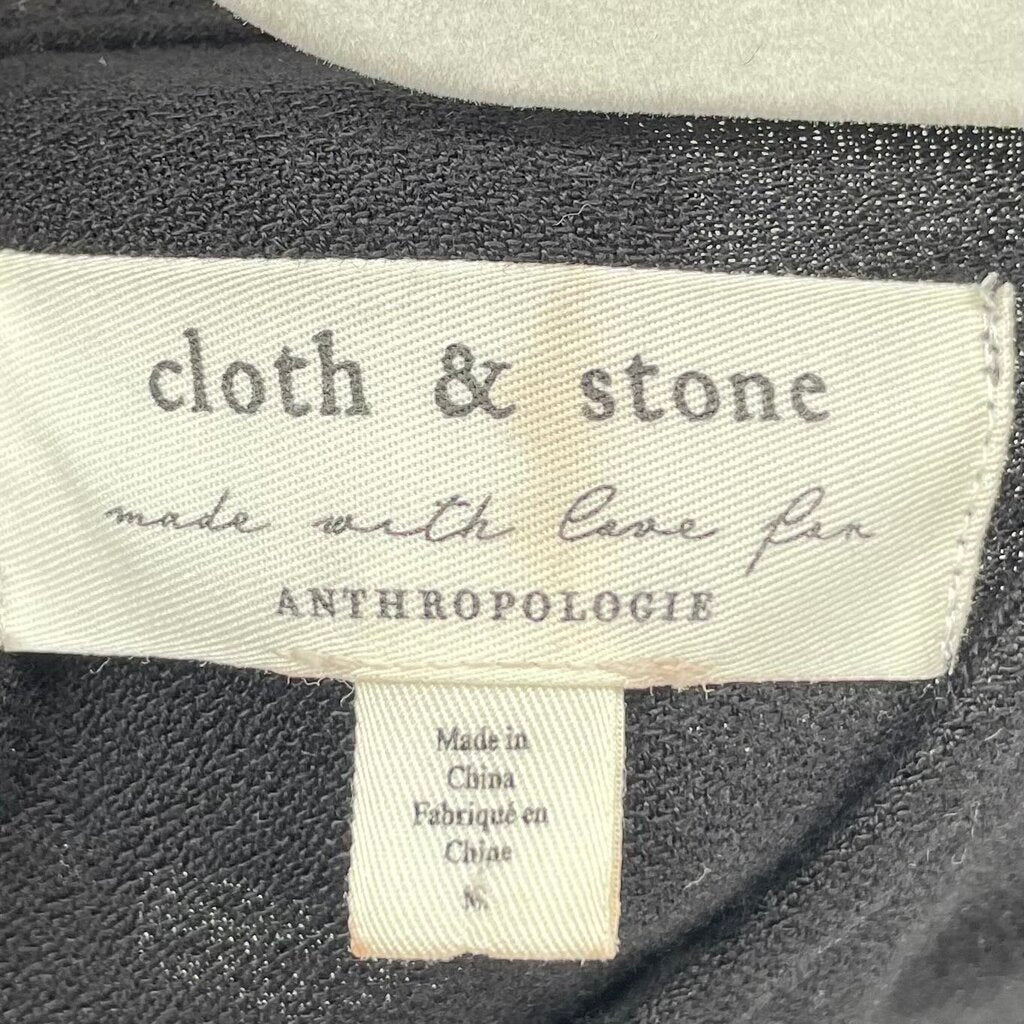 cloth & stone
made with love for
ANTHROPOLOGIE
Made in
China
Fabriqué en
Chine
M